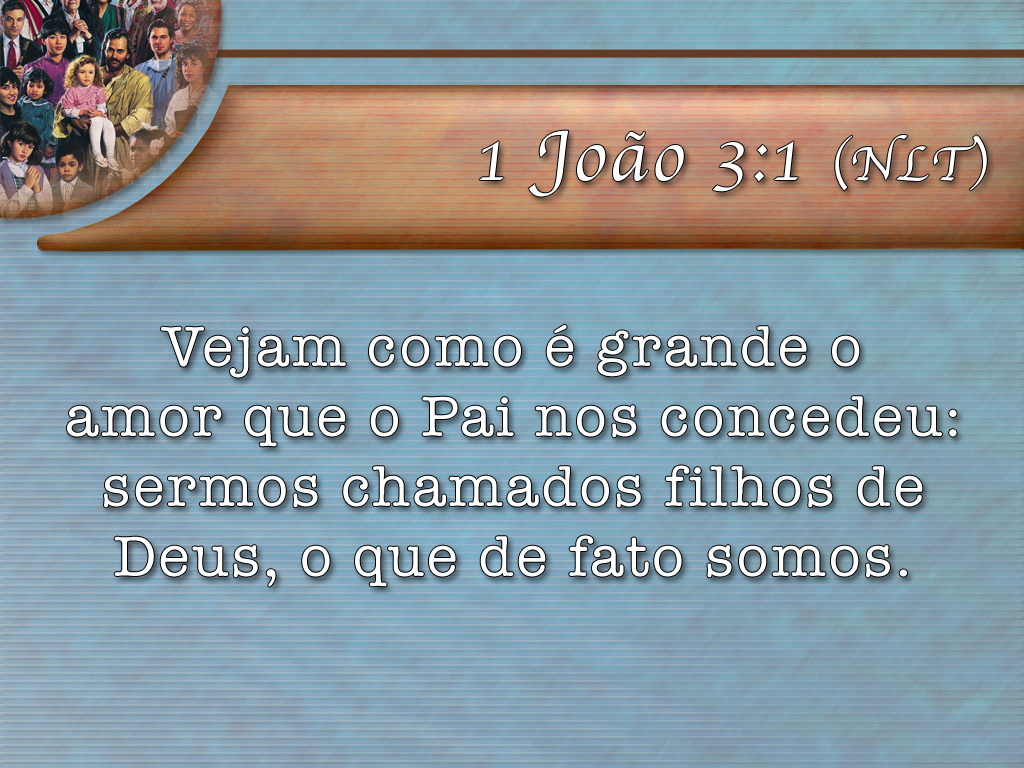 1 João 3:1 (NLT)
Vejam como é grande o
amor que o Pai nos concedeu:
sermos chamados filhos de
Deus, o que de fato somos.